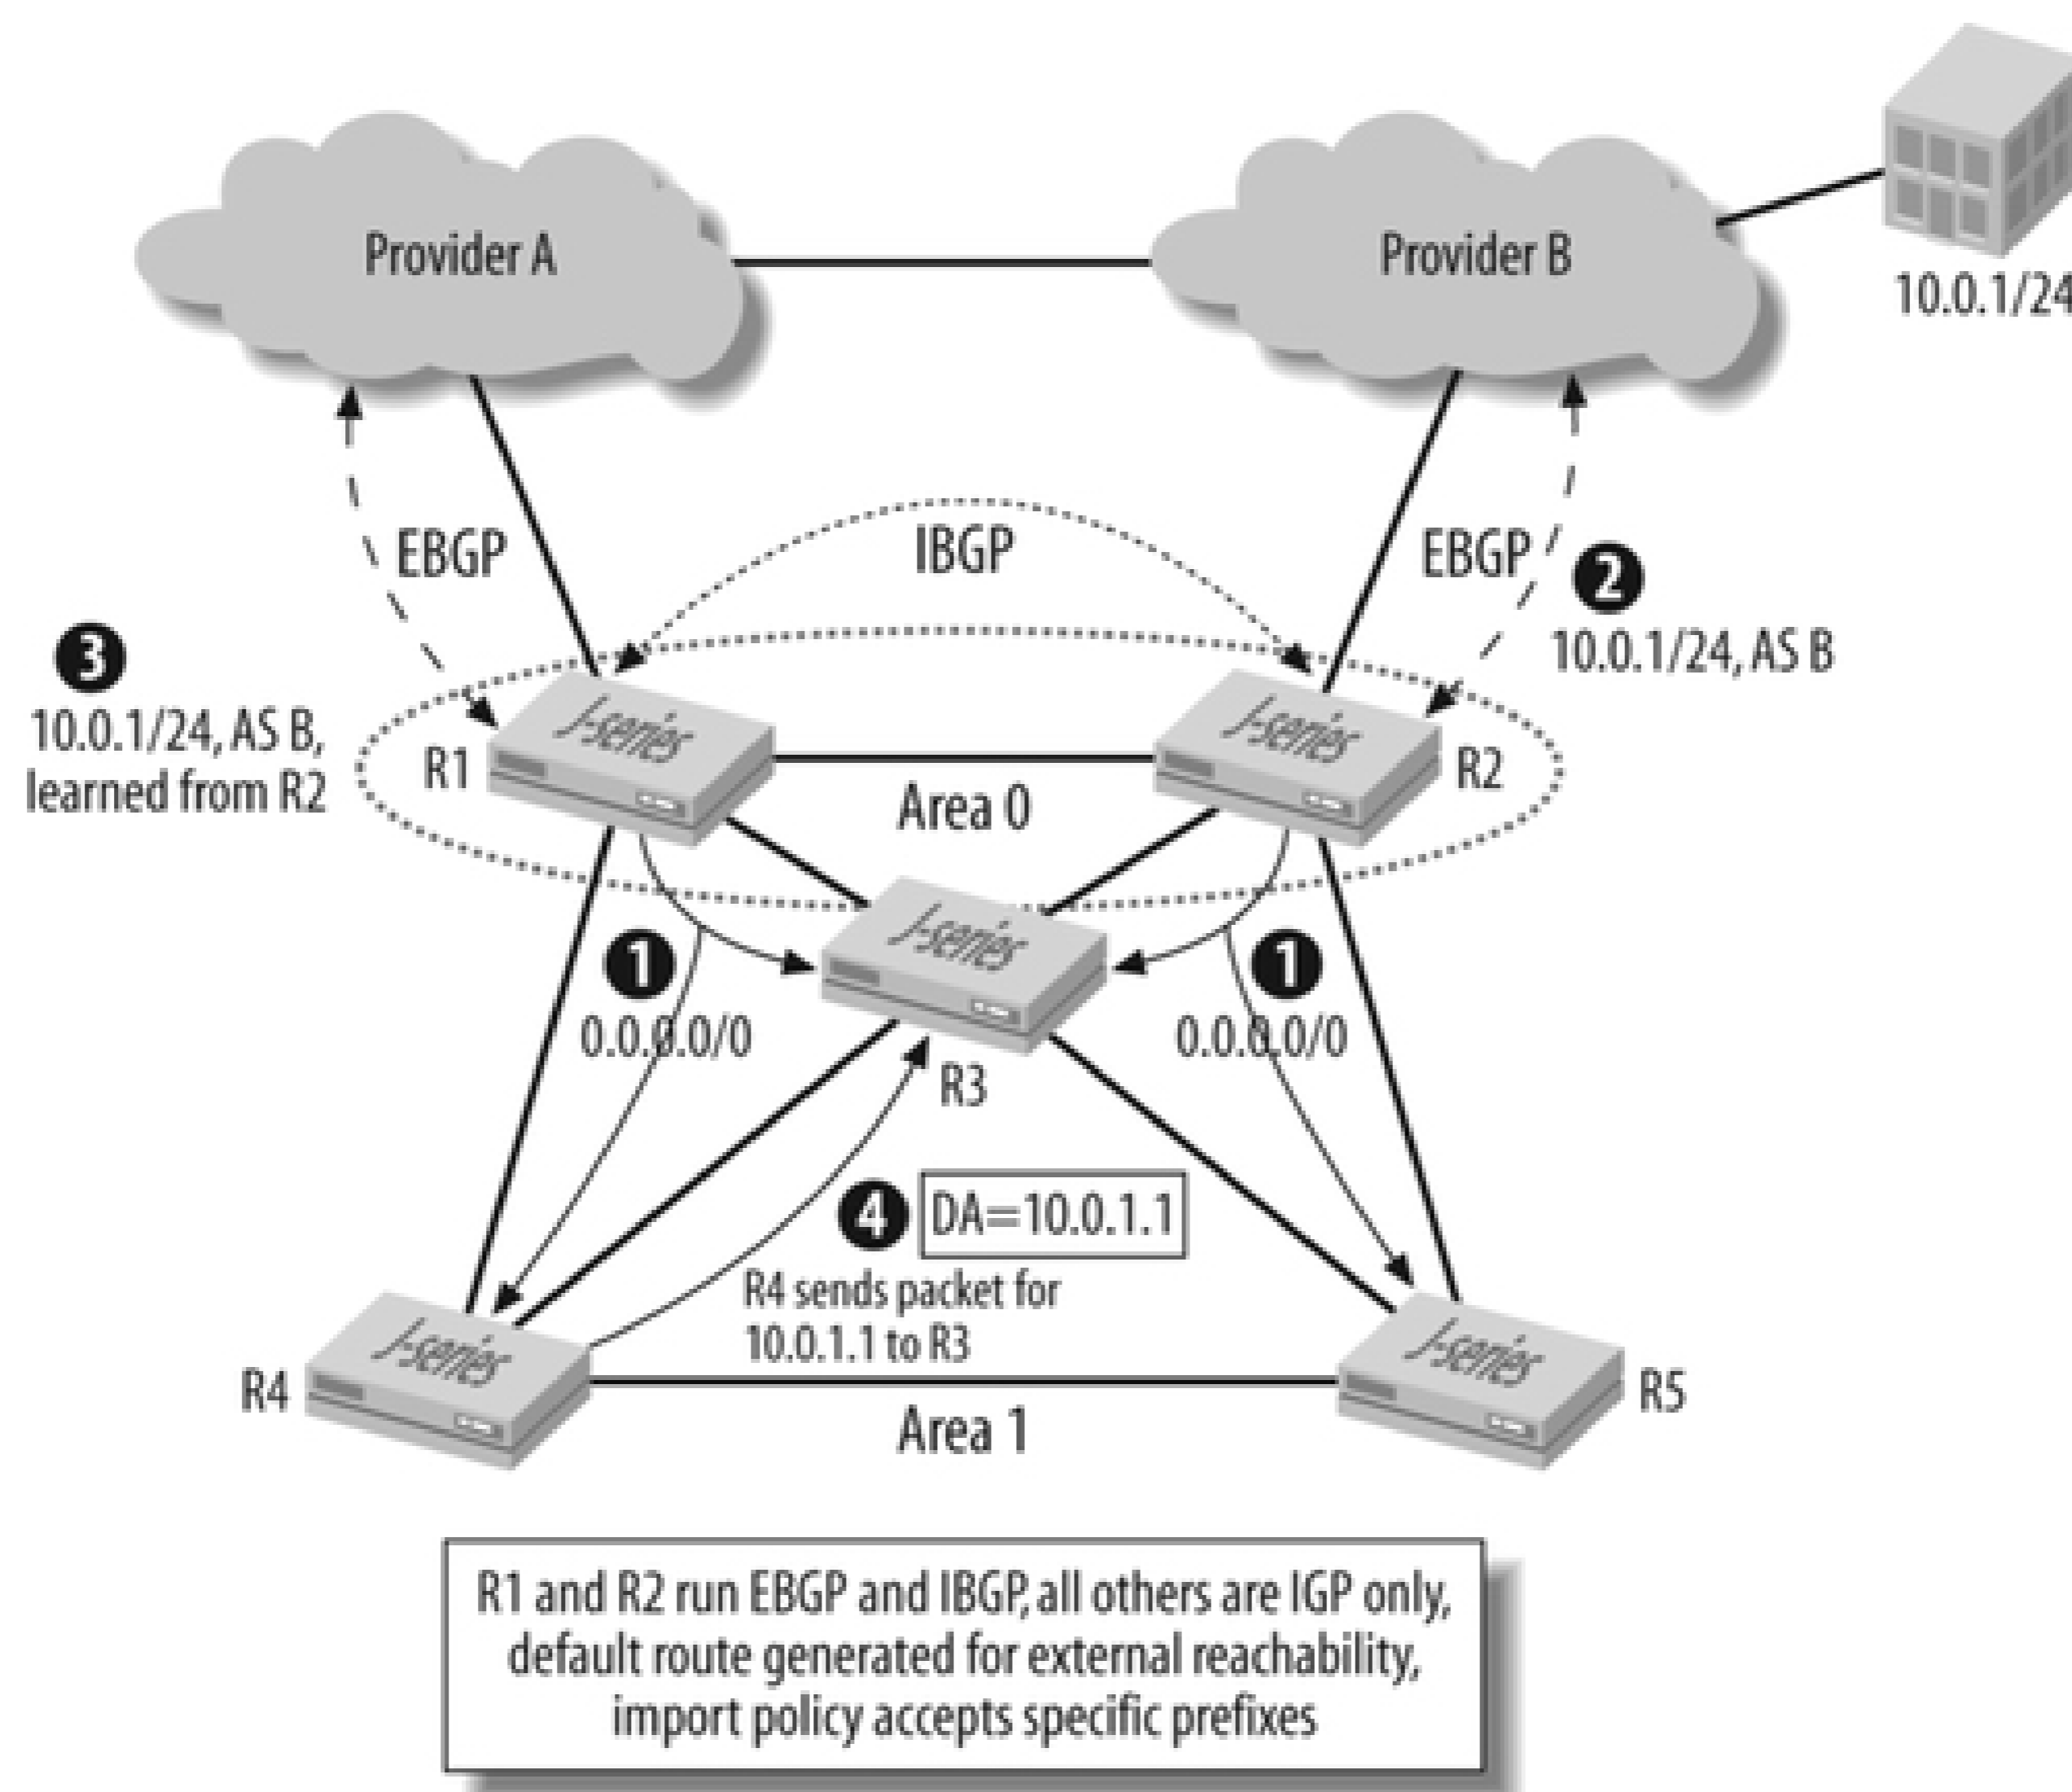 Provider A
Provider B
10.0.1/24
EBGP
IBGP
EBGP
2
10.0.1/24, AS B
3
10.0.1/24, AS B,
learned from R2
J-series
R1
J-series
R2
Area 0
J-series
R3
1
0.0.0.0/0
1
0.0.0.0/0
4
DA=10.0.1.1
R4 sends packet for
10.0.1.1 to R3
J-series
R4
J-series
R5
Area 1
R1 and R2 run EBGP and IBGP, all others are IGP only,
default route generated for external reachability,
import policy accepts specific prefixes